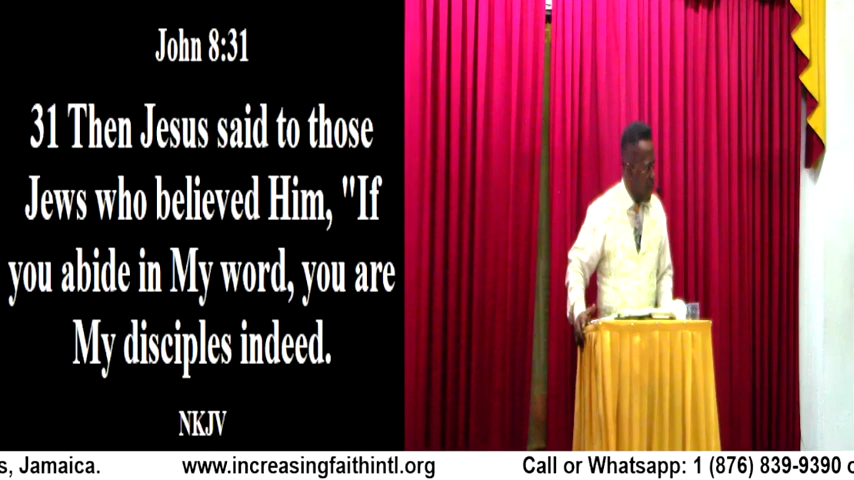 John 8:31
31 Then Jesus said to those
Jews who believed Him, "If
you abide in My word, you are
My disciples indeed.
NKJV
s, Jamaica. www.increasingfaithintl.org Call or Whatsapp: 1 (876) 839-9390 o